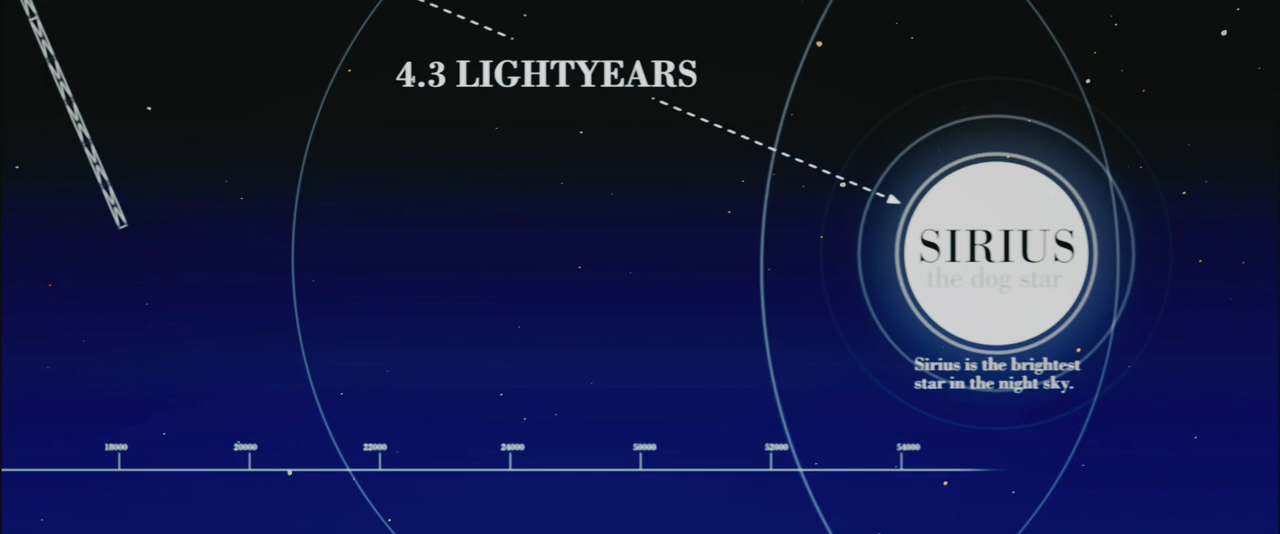 4.3 LIGHTYEARS
SIRIUS
the dog star
Sirius is the brightest
star in the night sky.
18000 20000 22000 24000 50000 52000 54000